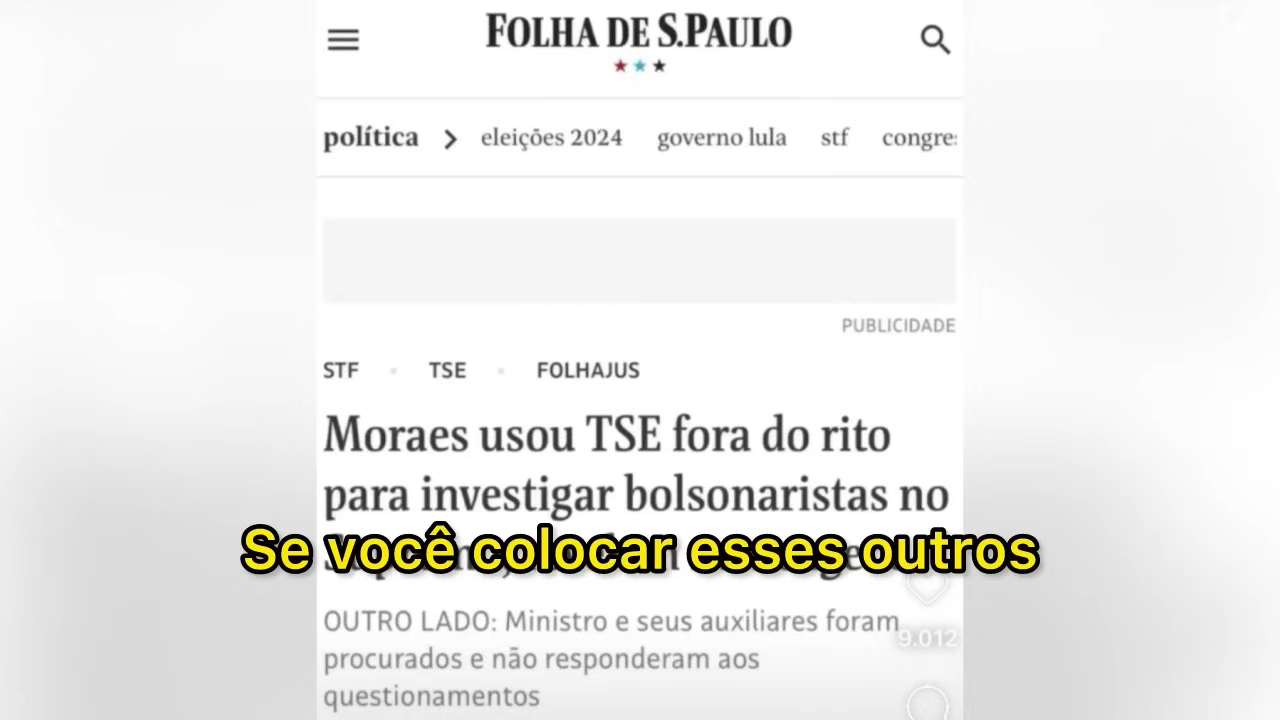 FOLHA DE S.PAULO
política eleições 2024 governo lula stf congre
PUBLICIDADE
STF TSE FOLHAJUS
Moraes usou TSE fora do rito
para investigar bolsonaristas no
Se você colocar esses outros
OUTRO LADO: Ministro e seus auxiliares foram
9.012
procurados e não responderam aos
questionamentos